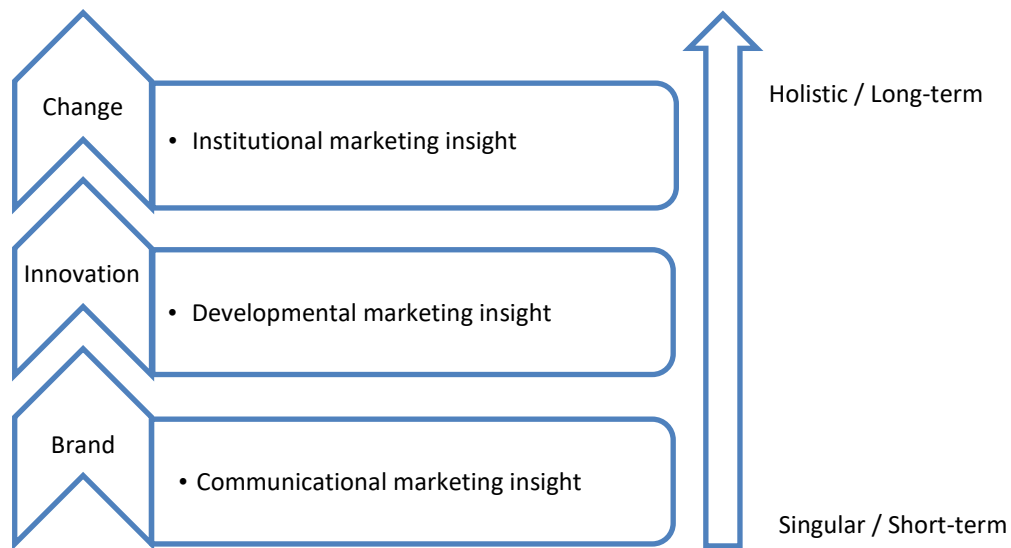 Change
• Institutional marketing insight
Holistic / Long-term
Innovation
• Developmental marketing insight
Brand
• Communicational marketing insight
Singular / Short-term